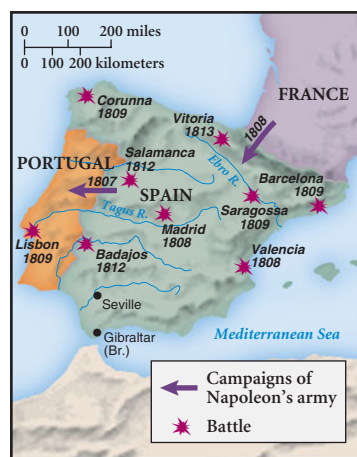 0 100 200 miles
0 100 200 kilometers
Corunna
1809
FRANCE
Vitoria
1813
1808
PORTUGAL
Salamanca
1812
Ebro R.
Barcelona
1809
1807
SPAIN
Saragossa
1809
Tagus R.
Madrid
1808
Lisbon
1809
Badajos
1812
Valencia
1808
Seville
Gibraltar
(Br.)
Mediterranean Sea
Campaigns of
Napoleon's army
Battle